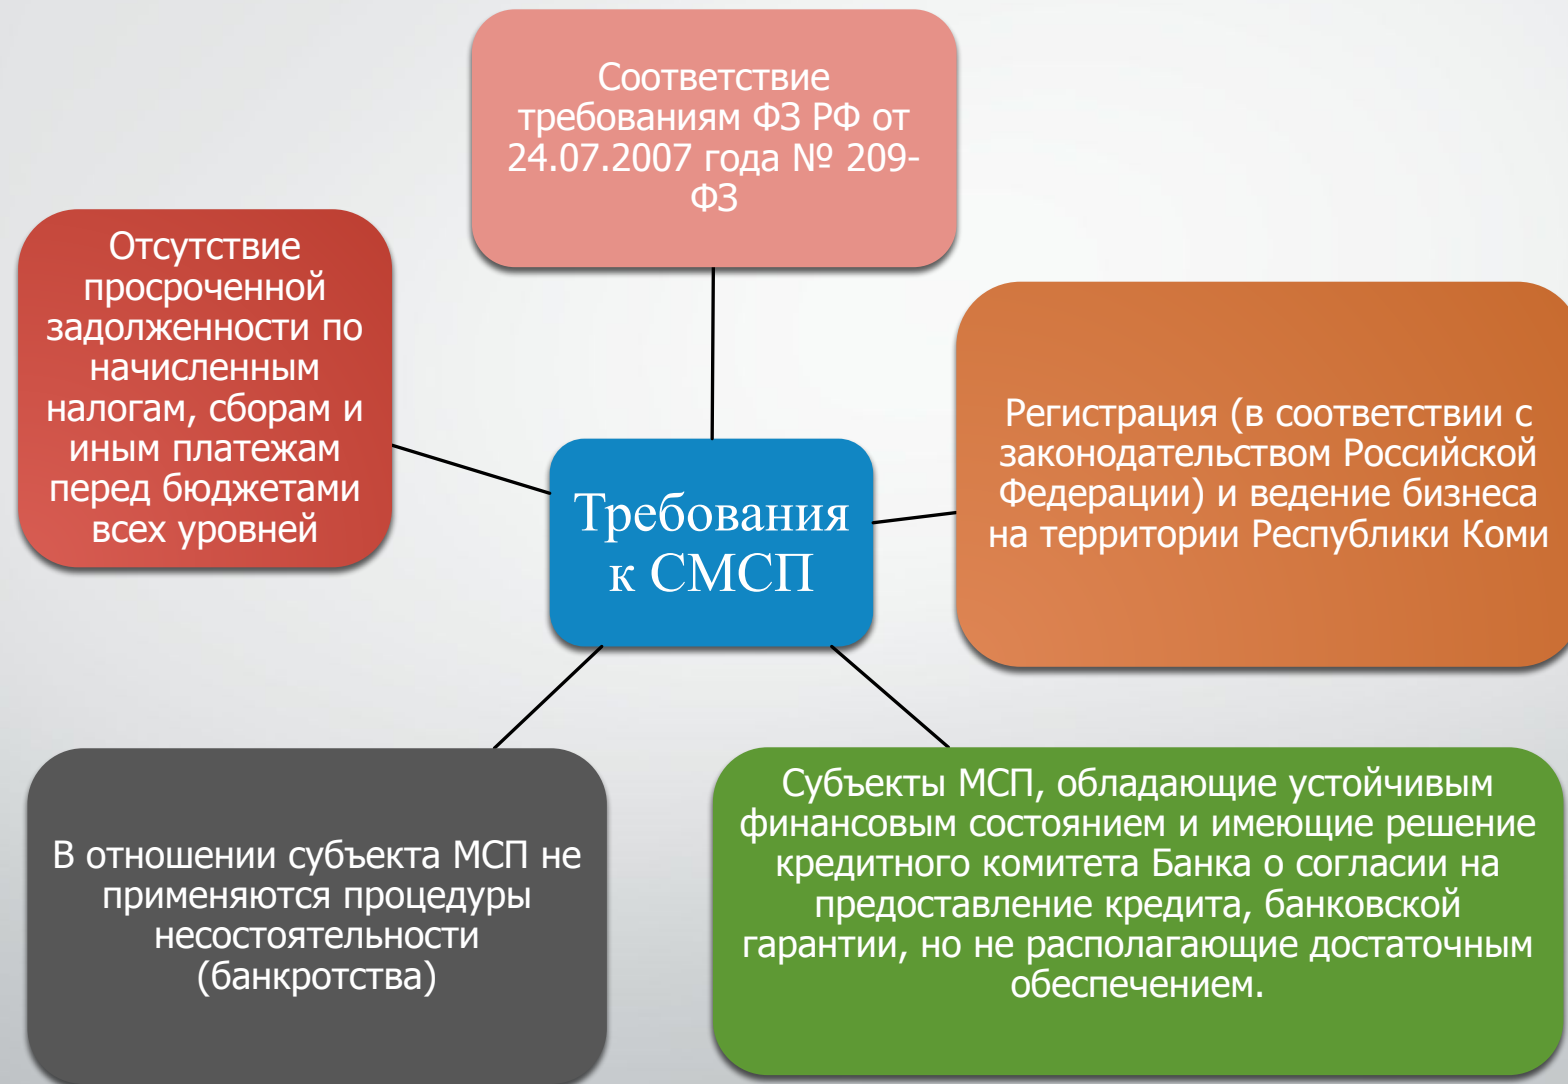 Соответствие
требованиям ФЗ РФ от
24.07.2007 года № 209-
ФЗ
Отсутствие
просроченной
задолженности по
начисленным
налогам, сборам и
иным платежам
перед бюджетами
всех уровней
Регистрация (в соответствии с
законодательством Российской
Федерации) и ведение бизнеса
на территории Республики Коми
Требования
к СМСП
В отношении субъекта МСП не
применяются процедуры
несостоятельности
(банкротства)
Субъекты МСП, обладающие устойчивым
финансовым состоянием и имеющие решение
кредитного комитета Банка о согласии на
предоставление кредита, банковской
гарантии, но не располагающие достаточным
обеспечением.